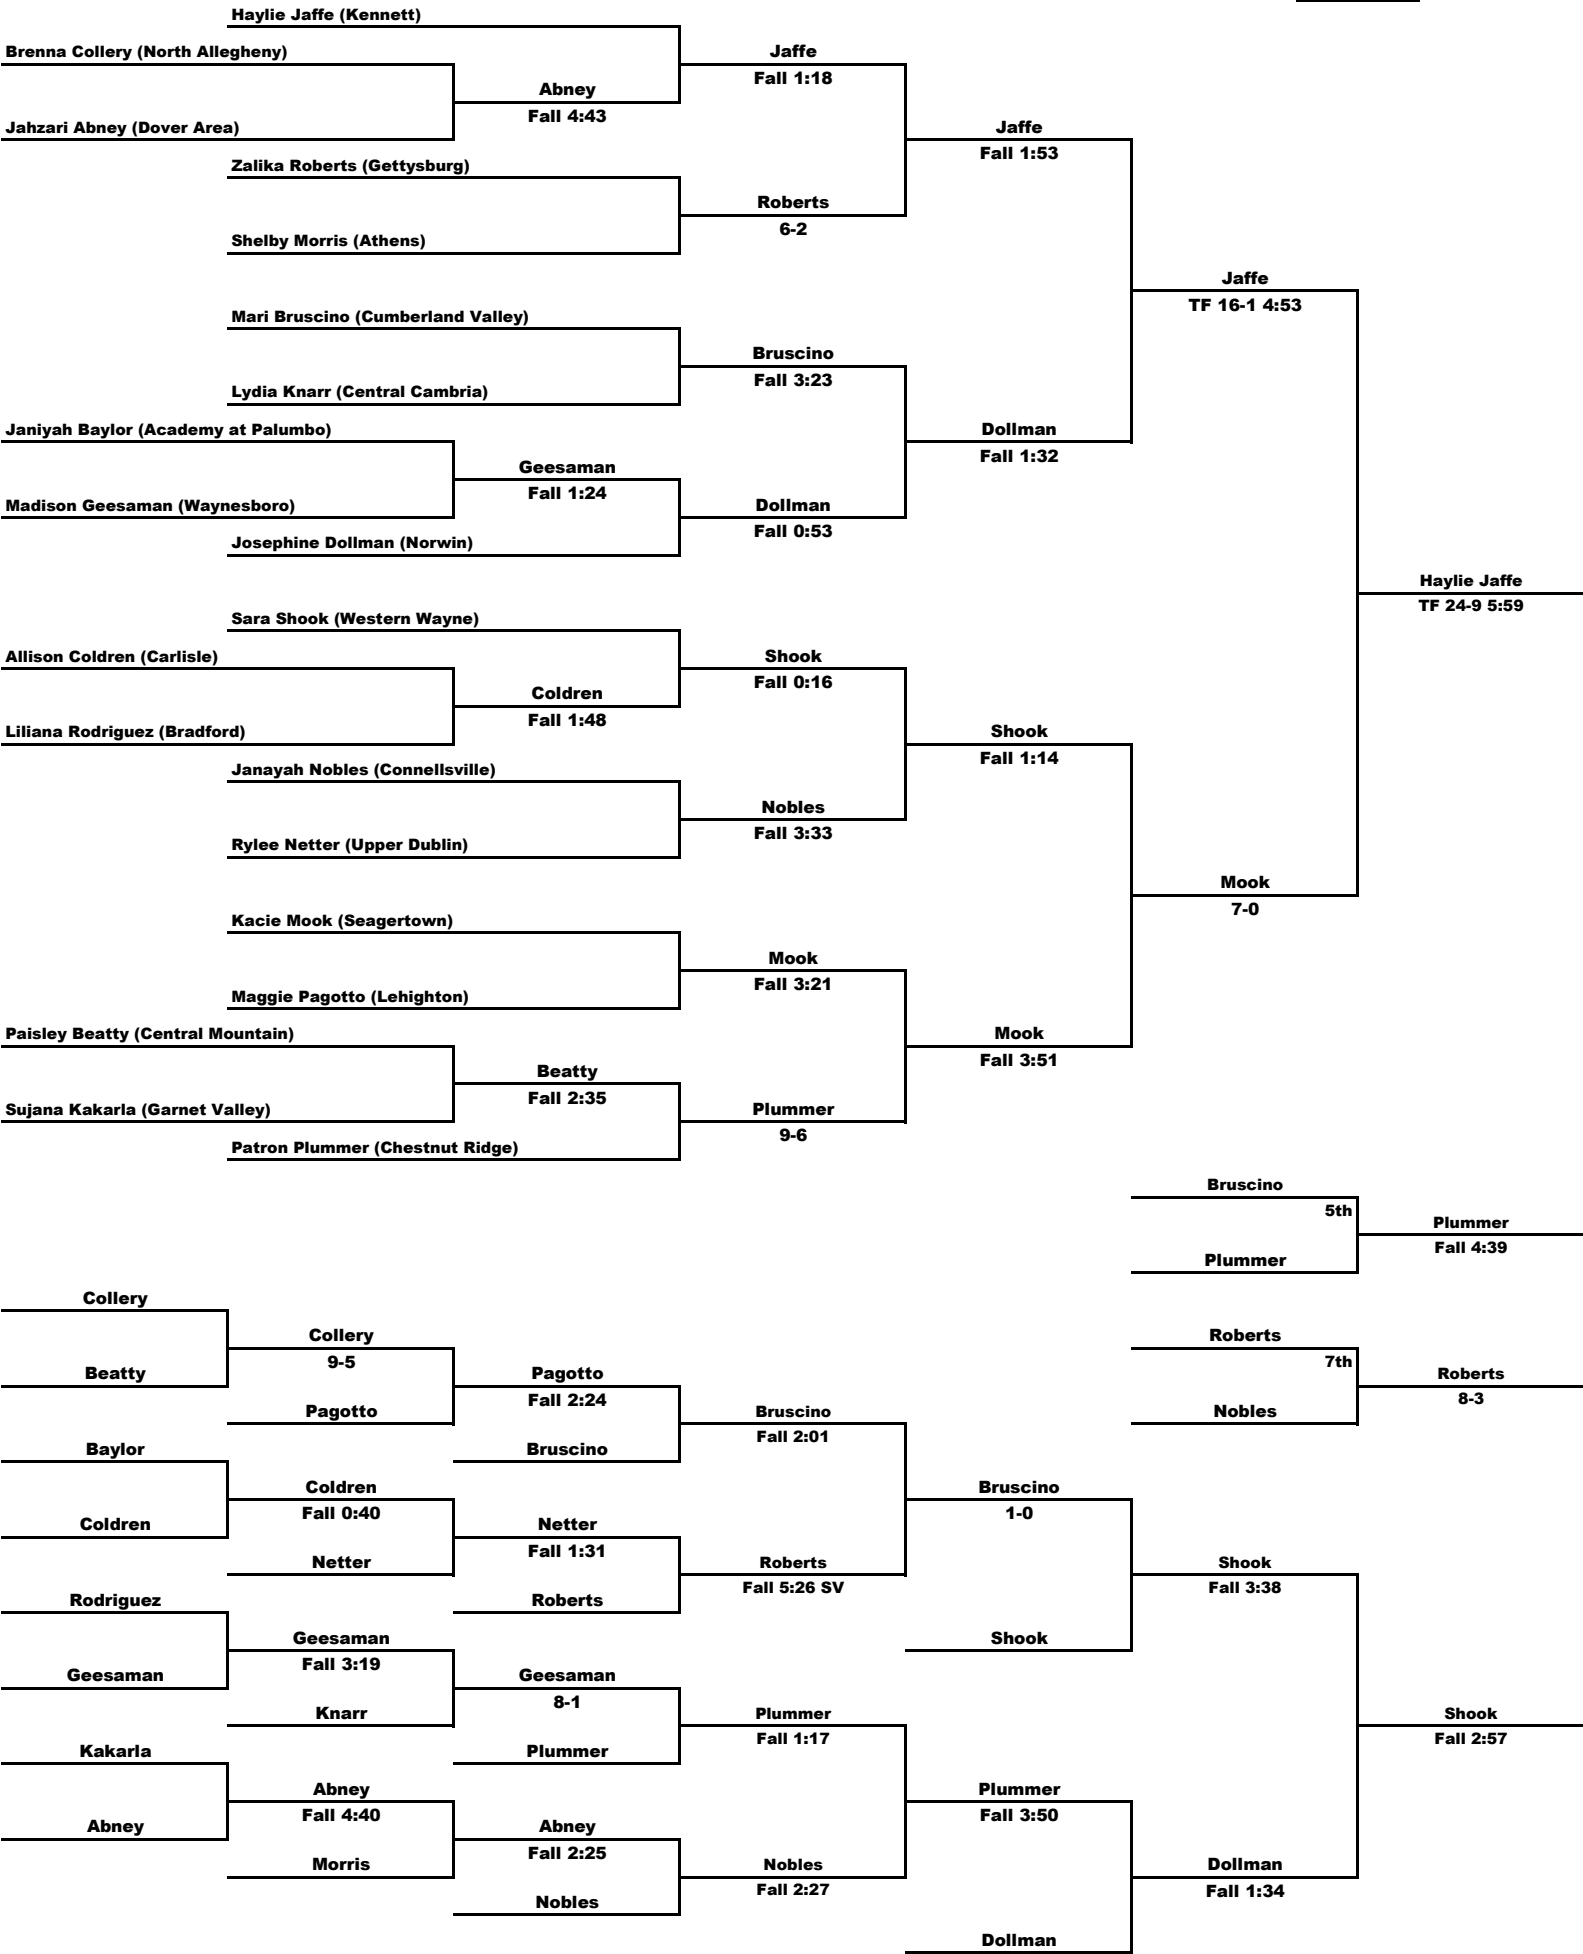 Haylie Jaffe (Kennett)
Brenna Collery (North Allegheny)
Jaffe
Fall 1:18
Abney
Fall 4:43
Jahzari Abney (Dover Area)
Jaffe
Fall 1:53
Zalika Roberts (Gettysburg)
Roberts
6-2
Shelby Morris (Athens)
Jaffe
TF 16-1 4:53
Mari Bruscino (Cumberland Valley)
Bruscino
Fall 3:23
Lydia Knarr (Central Cambria)
Janiyah Baylor (Academy at Palumbo)
Dollman
Fall 1:32
Geesaman
Fall 1:24
Madison Geesaman (Waynesboro)
Dollman
Fall 0:53
Josephine Dollman (Norwin)
Haylie Jaffe
TF 24-9 5:59
Sara Shook (Western Wayne)
Allison Coldren (Carlisle)
Shook
Fall 0:16
Coldren
Fall 1:48
Liliana Rodriguez (Bradford)
Shook
Fall 1:14
Janayah Nobles (Connellsville)
Nobles
Fall 3:33
Rylee Netter (Upper Dublin)
Mook
7-0
Kacie Mook (Seagertown)
Mook
Fall 3:21
Maggie Pagotto (Lehighton)
Paisley Beatty (Central Mountain)
Mook
Fall 3:51
Beatty
Fall 2:35
Sujana Kakarla (Garnet Valley)
Plummer
9-6
Patron Plummer (Chestnut Ridge)
Bruscino
5th
Plummer
Fall 4:39
Plummer
Collery
Collery
9-5
Roberts
7th
Beatty
Pagotto
Fall 2:24
Roberts
8-3
Pagotto
Bruscino
Fall 2:01
Nobles
Baylor
Bruscino
Coldren
Fall 0:40
Bruscino
1-0
Coldren
Netter
Fall 1:31
Netter
Roberts
Fall 5:26 SV
Shook
Fall 3:38
Rodriguez
Roberts
Geesaman
Fall 3:19
Shook
Geesaman
Geesaman
8-1
Knarr
Plummer
Fall 1:17
Shook
Fall 2:57
Kakarla
Plummer
Abney
Fall 4:40
Plummer
Fall 3:50
Abney
Abney
Fall 2:25
Morris
Nobles
Fall 2:27
Dollman
Fall 1:34
Nobles
Dollman